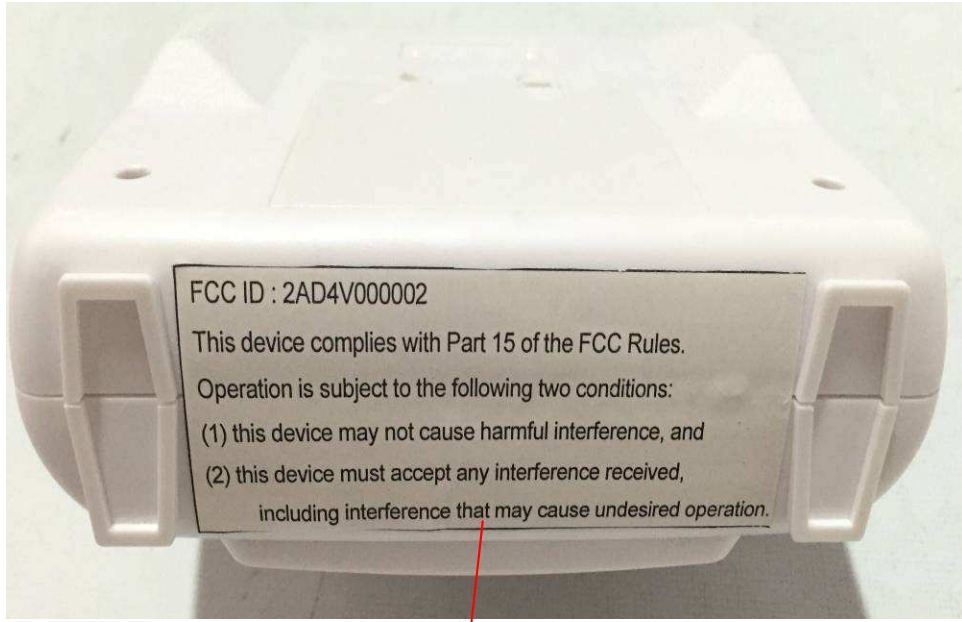 FCC ID : 2AD4V000002
This device complies with Part 15 of the FCC Rules.
Operation is subject to the following two conditions:
(1) this device may not cause harmful interference, and
(2) this device must accept any interference received,
including interference that may cause undesired operation.